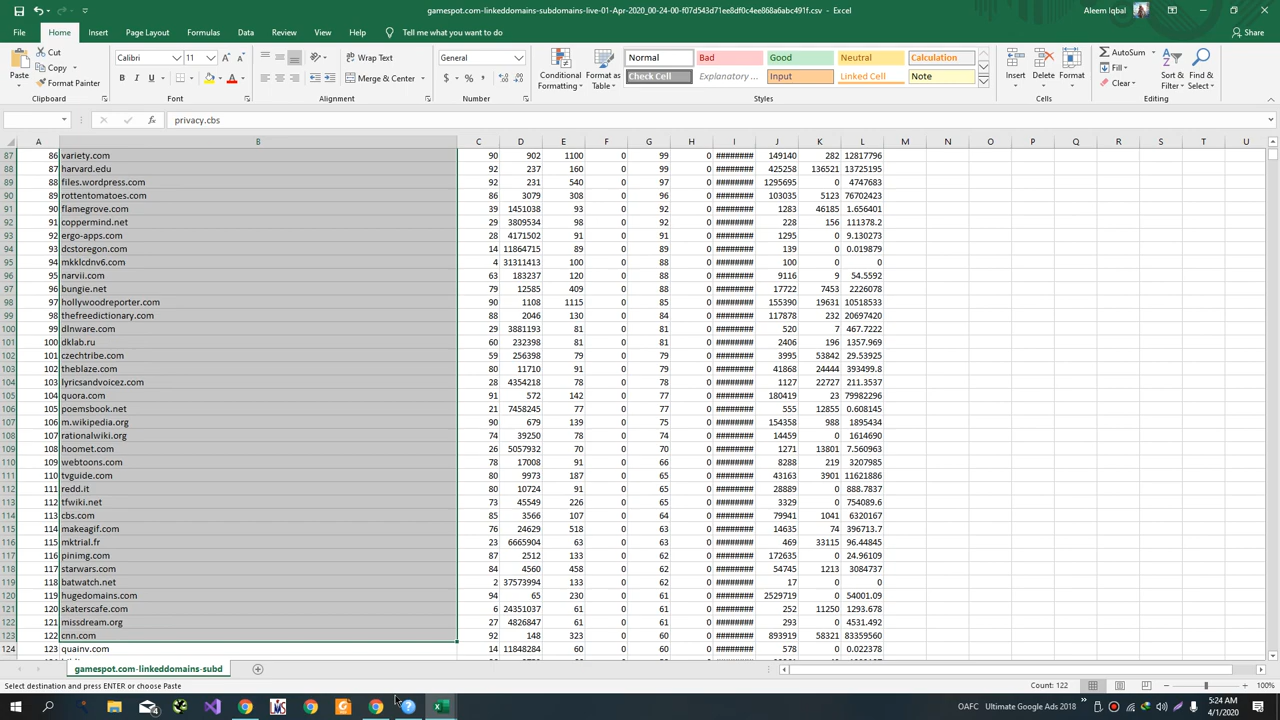 gamespot.com-linkeddomains-subdomains-live-01-Apr-2020_00-24-00-f07d543d71ee8df0c4ee868a6abc491f.csv - Excel
Aleem Iqbal
File Home Insert Page Layout Formulas Data Review View Help Tell me what you want to do Share
Paste
Cut
Copy
Format Painter
Clipboard
Calibri 11
B I U
Font
Wrap Text
Merge & Center
Alignment
General
$ % ,
Number
Conditional Formatting
Format as Table
Normal Bad Good Neutral Calculation
Check Cell Explanatory ... Input Linked Cell Note
Styles
Insert Delete Format
Cells
AutoSum
Fill
Clear
Sort & Filter
Find & Select
Editing
fx privacy.cbs
A B C D E F G H I J K L M N O P Q R S T U
87 86 variety.com 90 902 1100 0 99 0 ######## 149140 282 12817796
88 87 harvard.edu 92 237 160 0 99 0 ######## 425258 136521 13725195
89 88 files.wordpress.com 92 231 540 0 97 0 ######## 1295695 0 4747683
90 89 rottentomatoes.com 86 3079 308 0 96 0 ######## 103035 5123 76702423
91 90 flamegrove.com 39 1451038 93 0 92 0 ######## 1283 46185 1.656401
92 91 coppermind.net 29 3809534 98 0 92 0 ######## 228 156 111378.2
93 92 ergo-apps.com 28 4171502 91 0 91 0 ######## 1295 0 9.130273
94 93 dcstoregon.com 14 11864715 89 0 89 0 ######## 139 0 0.019879
95 94 mkklcdnv6.com 4 31311413 100 0 88 0 ######## 100 0 0
96 95 narvii.com 63 183237 120 0 88 0 ######## 9116 9 54.5592
97 96 bungie.net 79 12585 409 0 88 0 ######## 17722 7453 2226078
98 97 hollywoodreporter.com 90 1108 1115 0 85 0 ######## 155390 19631 10518533
99 98 thefreedictionary.com 88 2046 130 0 84 0 ######## 117878 232 20697420
100 99 dlnware.com 29 3881193 81 0 81 0 ######## 520 7 467.7222
101 100 dklab.ru 60 232398 81 0 81 0 ######## 2406 196 1357.969
102 101 czechtribe.com 59 256398 79 0 79 0 ######## 3995 53842 29.53925
103 102 theblaze.com 80 11710 91 0 79 0 ######## 41868 24444 393499.8
104 103 lyricsandvoicez.com 28 4354218 78 0 78 0 ######## 1127 22727 211.3537
105 104 quora.com 91 572 142 0 77 0 ######## 180419 23 79982296
106 105 poemsbook.net 21 7458245 77 0 77 0 ######## 555 12855 0.608145
107 106 m.wikipedia.org 90 679 139 0 75 0 ######## 154358 988 1895434
108 107 rationalwiki.org 74 39250 78 0 74 0 ######## 14459 0 1614690
109 108 hoomet.com 26 5057932 70 0 70 0 ######## 1271 13801 7.560963
110 109 webtoons.com 78 17008 91 0 66 0 ######## 8288 219 3207985
111 110 tvguide.com 80 9973 187 0 65 0 ######## 43163 3901 11621886
112 111 redd.it 80 10724 91 0 65 0 ######## 28889 0 888.7837
113 112 tfwiki.net 73 45549 226 0 65 0 ######## 3329 0 754089.6
114 113 cbs.com 85 3566 107 0 64 0 ######## 79941 1041 6320167
115 114 makeagif.com 76 24629 518 0 63 0 ######## 14635 74 396713.7
116 115 mktrial.fr 23 6665904 63 0 63 0 ######## 469 33115 96.44845
117 116 pinimg.com 87 2512 133 0 62 0 ######## 172635 0 24.96109
118 117 starwars.com 84 4560 458 0 62 0 ######## 54745 1213 3084737
119 118 batwatch.net 2 37573994 133 0 62 0 ######## 17 0 0
120 119 hugedomains.com 94 65 230 0 61 0 ######## 2529719 0 54001.09
121 120 skaterscafe.com 6 24351037 61 0 61 0 ######## 252 11250 1293.678
122 121 missdream.org 27 4826847 61 0 61 0 ######## 578 0 4531.492
123 122 cnn.com 92 148 323 0 60 0 ######## 893919 58321 83359560
124 123 quainv.com 14 11848284 60 0 60 0 ######## 578 0 0.022378
gamespot.com-linkeddomains-subd
Select destination and press ENTER or choose Paste
Count: 122
100%
OAFC Ultimate Google Ads 2018
5:24 AM
4/1/2020